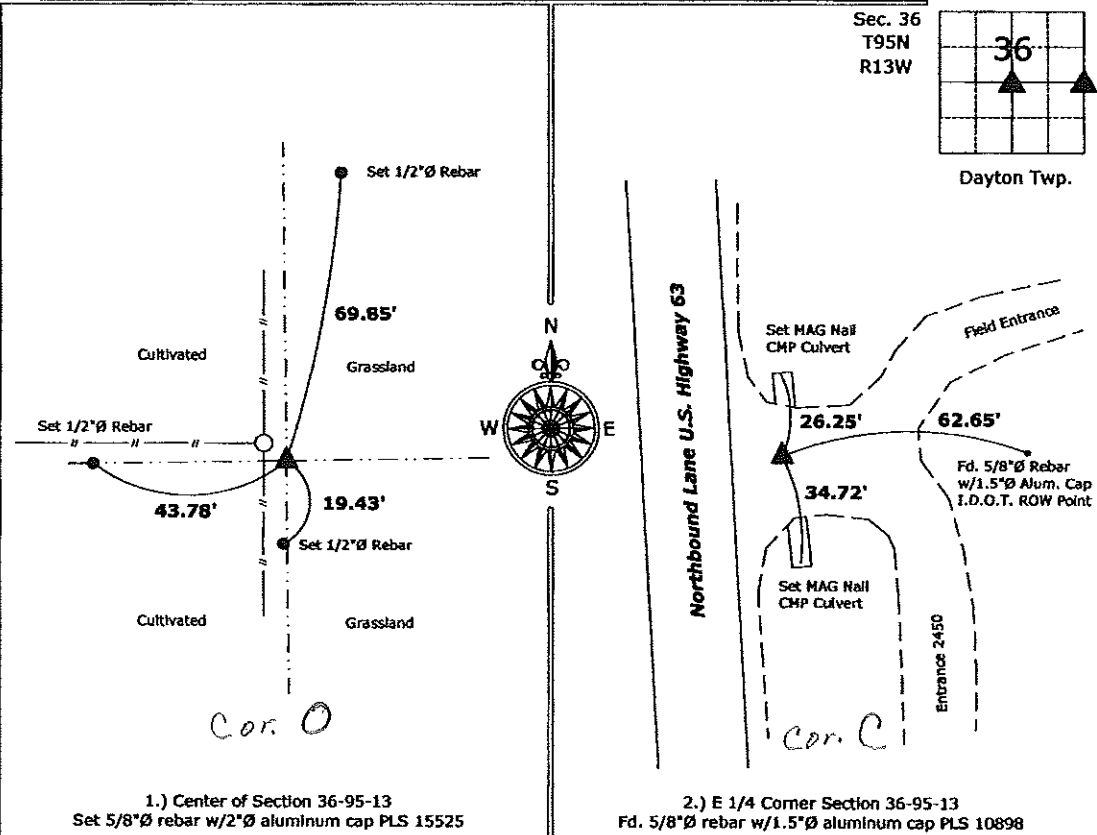 Sec. 36
T95N
R13W
36
Dayton Twp.
Set 1/2"Ø Rebar
69.85'
Cultivated
Grassland
Set 1/2"Ø Rebar
43.78'
19.43'
Set 1/2"Ø Rebar
Cultivated
Grassland
Cor. O
1.) Center of Section 36-95-13
Set 5/8"Ø rebar w/2"Ø aluminum cap PLS 15525
N
W
E
S
Northbound Lane U.S. Highway 63
Set MAG Nail
CMP Culvert
Field Entrance
26.25'
62.65'
Fd. 5/8"Ø Rebar
w/1.5"Ø Alum. Cap
I.D.O.T. ROW Point
34.72'
Set MAG Nail
CMP Culvert
Entrance 2450
Cor. C
2.) E 1/4 Corner Section 36-95-13
Fd. 5/8"Ø rebar w/1.5"Ø aluminum cap PLS 10898